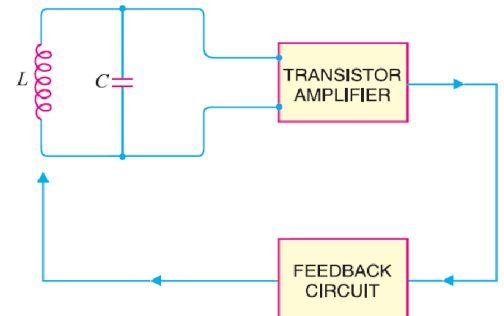 L
C
TRANSISTOR
AMPLIFIER
FEEDBACK
CIRCUIT